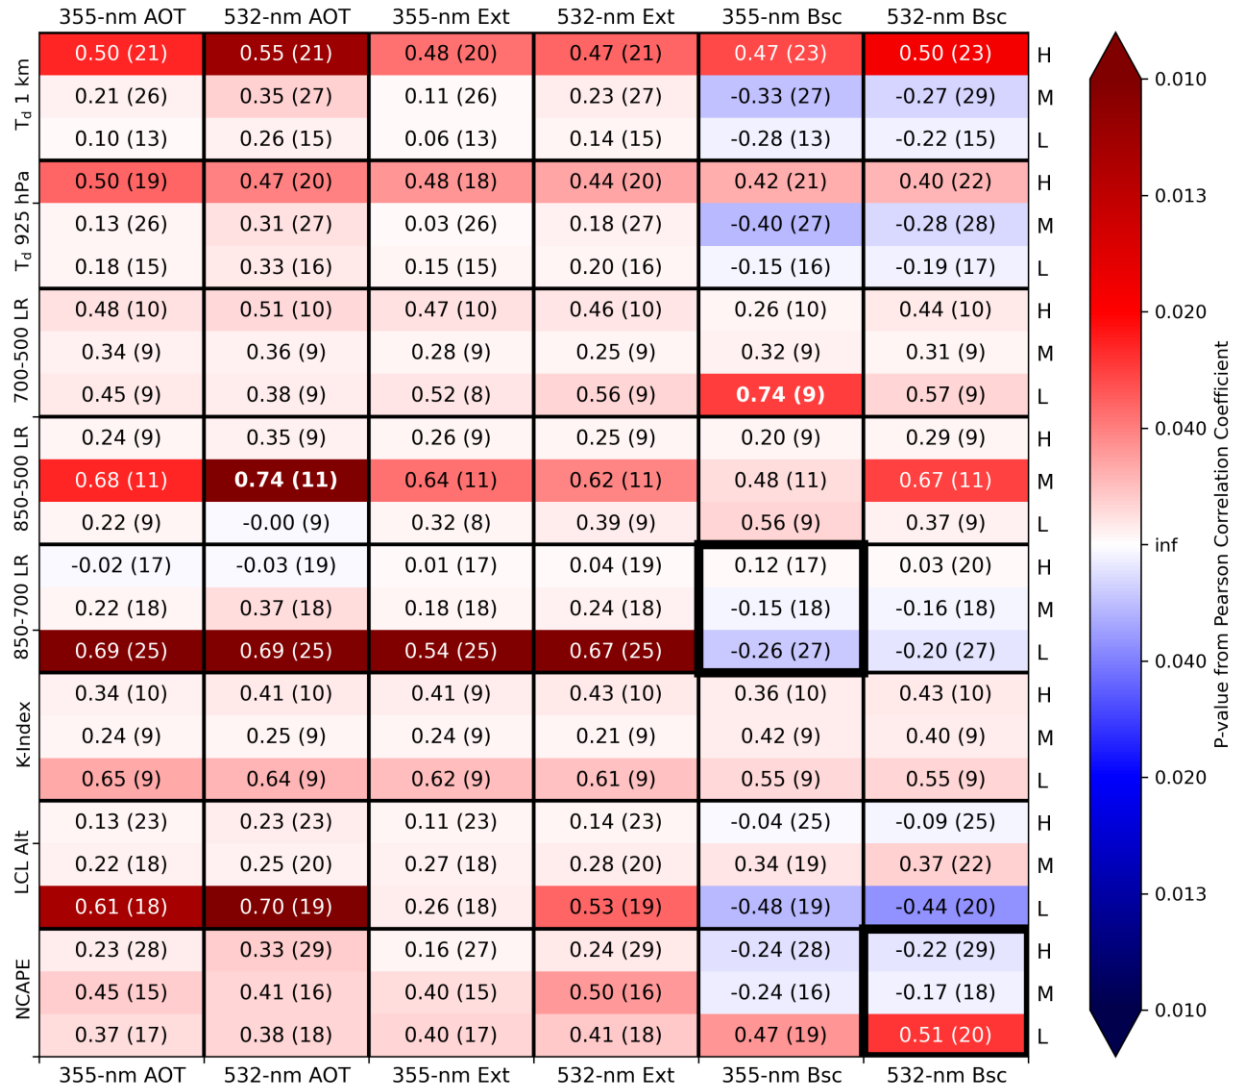 355-nm AOT 532-nm AOT 355-nm Ext 532-nm Ext 355-nm Bsc 532-nm Bsc
T_d 1 km
0.50 (21) 0.55 (21) 0.48 (20) 0.47 (21) 0.47 (23) 0.50 (23) H
0.21 (26) 0.35 (27) 0.11 (26) 0.23 (27) -0.33 (27) -0.27 (29) M
0.10 (13) 0.26 (15) 0.06 (13) 0.14 (15) -0.28 (13) -0.22 (15) L
T_d 925 hPa
0.50 (19) 0.47 (20) 0.48 (18) 0.44 (20) 0.42 (21) 0.40 (22) H
0.13 (26) 0.31 (27) 0.03 (26) 0.18 (27) -0.40 (27) -0.28 (28) M
0.18 (15) 0.33 (16) 0.15 (15) 0.20 (16) -0.15 (16) -0.19 (17) L
700-500 LR
0.48 (10) 0.51 (10) 0.47 (10) 0.46 (10) 0.26 (10) 0.44 (10) H
0.34 (9) 0.36 (9) 0.28 (9) 0.25 (9) 0.32 (9) 0.31 (9) M
0.45 (9) 0.38 (9) 0.52 (8) 0.56 (9) 0.74 (9) 0.57 (9) L
850-500 LR
0.24 (9) 0.35 (9) 0.26 (9) 0.25 (9) 0.20 (9) 0.29 (9) H
0.68 (11) 0.74 (11) 0.64 (11) 0.62 (11) 0.48 (11) 0.67 (11) M
0.22 (9) -0.00 (9) 0.32 (8) 0.39 (9) 0.56 (9) 0.37 (9) L
850-700 LR
-0.02 (17) -0.03 (19) 0.01 (17) 0.04 (19) 0.12 (17) 0.03 (20) H
0.22 (18) 0.37 (18) 0.18 (18) 0.24 (18) -0.15 (18) -0.16 (18) M
0.69 (25) 0.69 (25) 0.54 (25) 0.67 (25) -0.26 (27) -0.20 (27) L
K-Index
0.34 (10) 0.41 (10) 0.41 (9) 0.43 (10) 0.36 (10) 0.43 (10) H
0.24 (9) 0.25 (9) 0.24 (9) 0.21 (9) 0.42 (9) 0.40 (9) M
0.65 (9) 0.64 (9) 0.62 (9) 0.61 (9) 0.55 (9) 0.55 (9) L
LCL Alt
0.13 (23) 0.23 (23) 0.11 (23) 0.14 (23) -0.04 (25) -0.09 (25) H
0.22 (18) 0.25 (20) 0.27 (18) 0.28 (20) 0.34 (19) 0.37 (22) M
0.61 (18) 0.70 (19) 0.26 (18) 0.53 (19) -0.48 (19) -0.44 (20) L
NCAPE
0.23 (28) 0.33 (29) 0.16 (27) 0.24 (29) -0.24 (28) -0.22 (29) H
0.45 (15) 0.41 (16) 0.40 (15) 0.50 (16) -0.24 (16) -0.17 (18) M
0.37 (17) 0.38 (18) 0.40 (17) 0.41 (18) 0.47 (19) 0.51 (20) L
355-nm AOT 532-nm AOT 355-nm Ext 532-nm Ext 355-nm Bsc 532-nm Bsc
0.010
0.013
0.020
0.040
inf
0.040
0.020
0.013
0.010
P-value from Pearson Correlation Coefficient